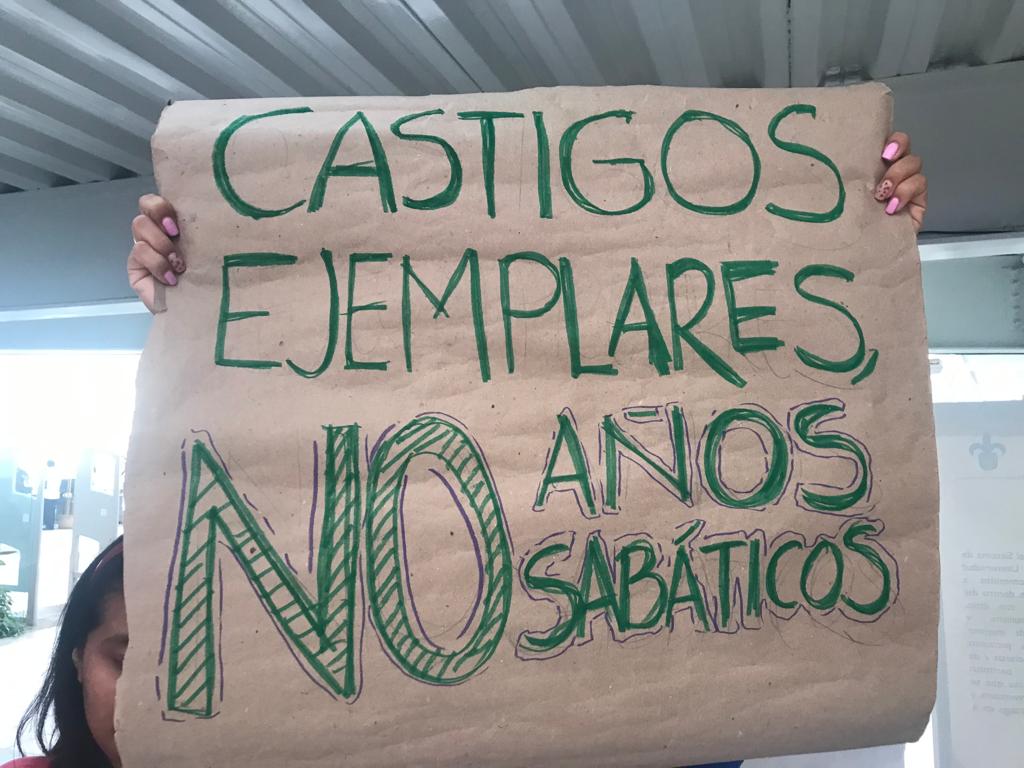 CASTIGOS
EJEMPLARES,
NO AÑOS
SABÁTICOS